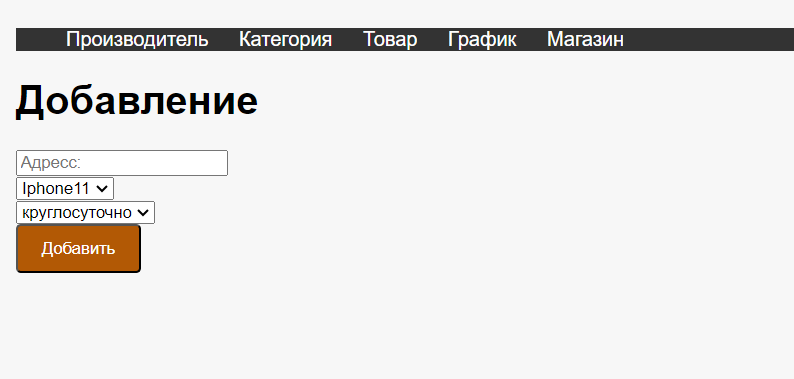 Производитель Категория Товар График Магазин
Добавление
Адресс:
Iphone11
круглосуточно
Добавить